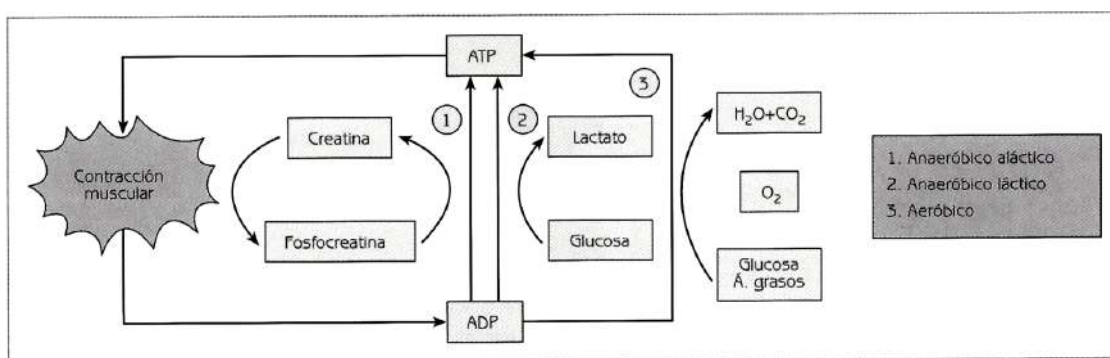 ATP
3
1
2
H₂O+CO₂
Creatina
Lactato
1. Anaeróbico aláctico
Contracción
muscular
2. Anaeróbico láctico
O₂
3. Aeróbico
Fosfocreatina
Glucosa
Glucosa
Á. grasos
ADP